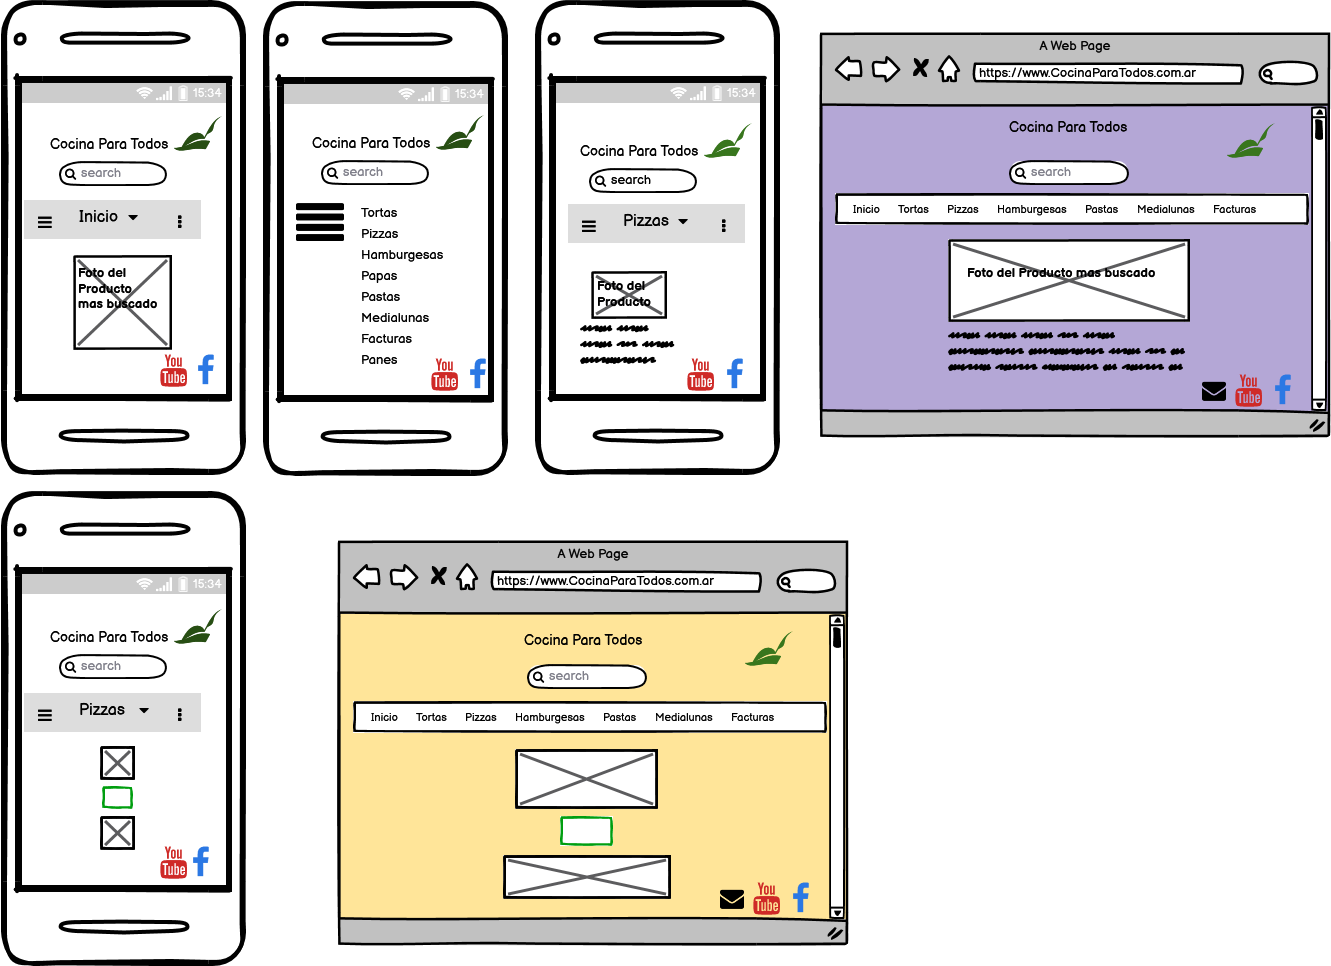 15:34
Cocina Para Todos
search
Inicio
Foto del
Producto
mas buscado
You
Tube
15:34
Cocina Para Todos
search
Tortas
Pizzas
Hamburgesas
Papas
Pastas
Medialunas
Facturas
Panes
You
Tube
15:34
Cocina Para Todos
search
Pizzas
Foto del
Producto
You
Tube
A Web Page
https://www.CocinaParaTodos.com.ar
Cocina Para Todos
search
Inicio Tortas Pizzas Hamburgesas Pastas Medialunas Facturas
Foto del Producto mas buscado
You
Tube
15:34
Cocina Para Todos
search
Pizzas
You
Tube
A Web Page
https://www.CocinaParaTodos.com.ar
Cocina Para Todos
search
Inicio Tortas Pizzas Hamburgesas Pastas Medialunas Facturas
You
Tube